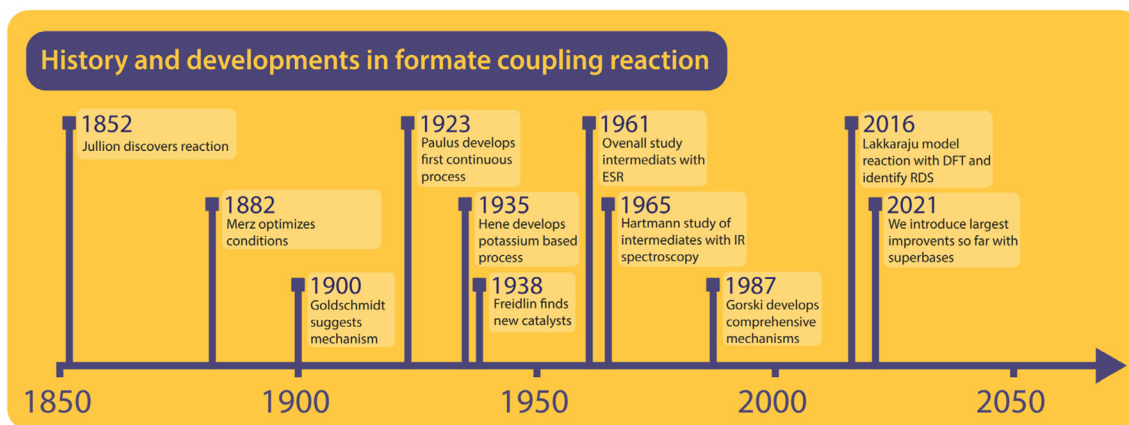 History and developments in formate coupling reaction
1852
Jullion discovers reaction
1882
Merz optimizes
conditions
1900
Goldschmidt
suggests
mechanism
1923
Paulus develops
first continuous
process
1935
Hene develops
potassium based
process
1938
Freidlin finds
new catalysts
1961
Ovenall study
intermediats with
ESR
1965
Hartmann study of
intermediates with IR
spectroscopy
1987
Gorski develops
comprehensive
mechanisms
2016
Lakkaraju model
reaction with DFT and
identify RDS
2021
We introduce largest
improvents so far with
superbases
1850
1900
1950
2000
2050